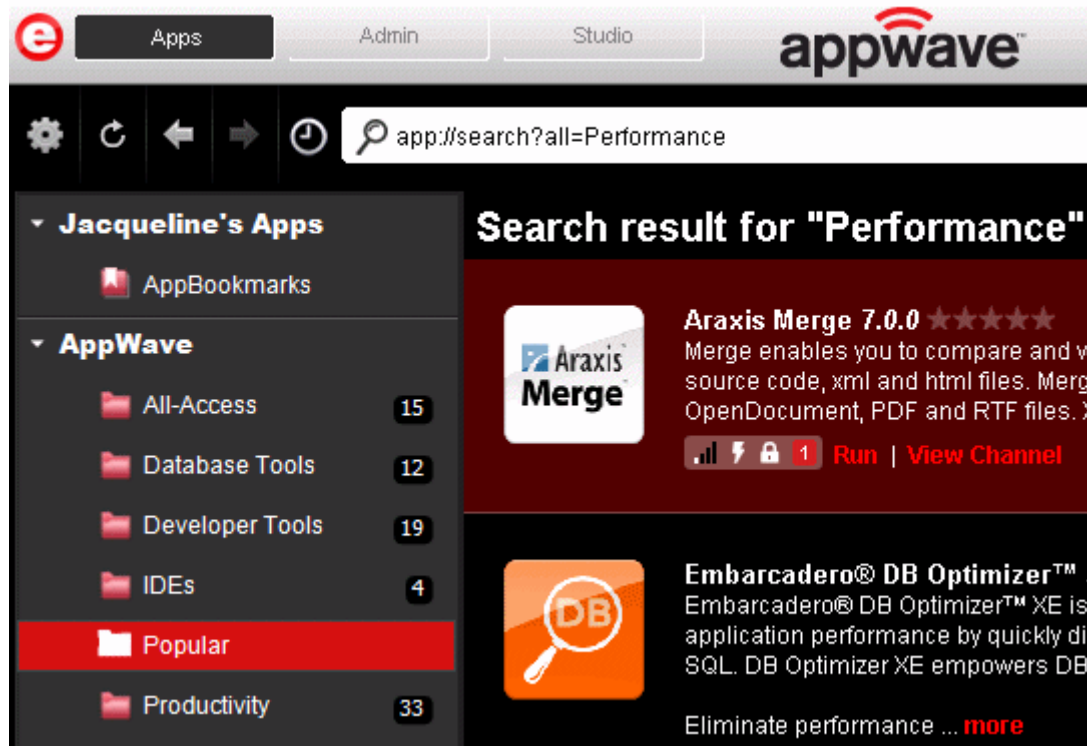 e
Apps
Admin
Studio
appwave™
app://search?all=Performance
Jacqueline's Apps
AppBookmarks
AppWave
All-Access 15
Database Tools 12
Developer Tools 19
IDEs 4
Popular
Productivity 33
Search result for "Performance"
Araxis
Merge
Araxis Merge 7.0.0
Merge enables you to compare and
source code, xml and html files.
OpenDocument, PDF and RTF files.
1 Run | View Channel
DB
Embarcadero® DB Optimizer™
Embarcadero® DB Optimizer™ XE is
application performance by quickly
SQL. DB Optimizer XE empowers DB
Eliminate performance ... more